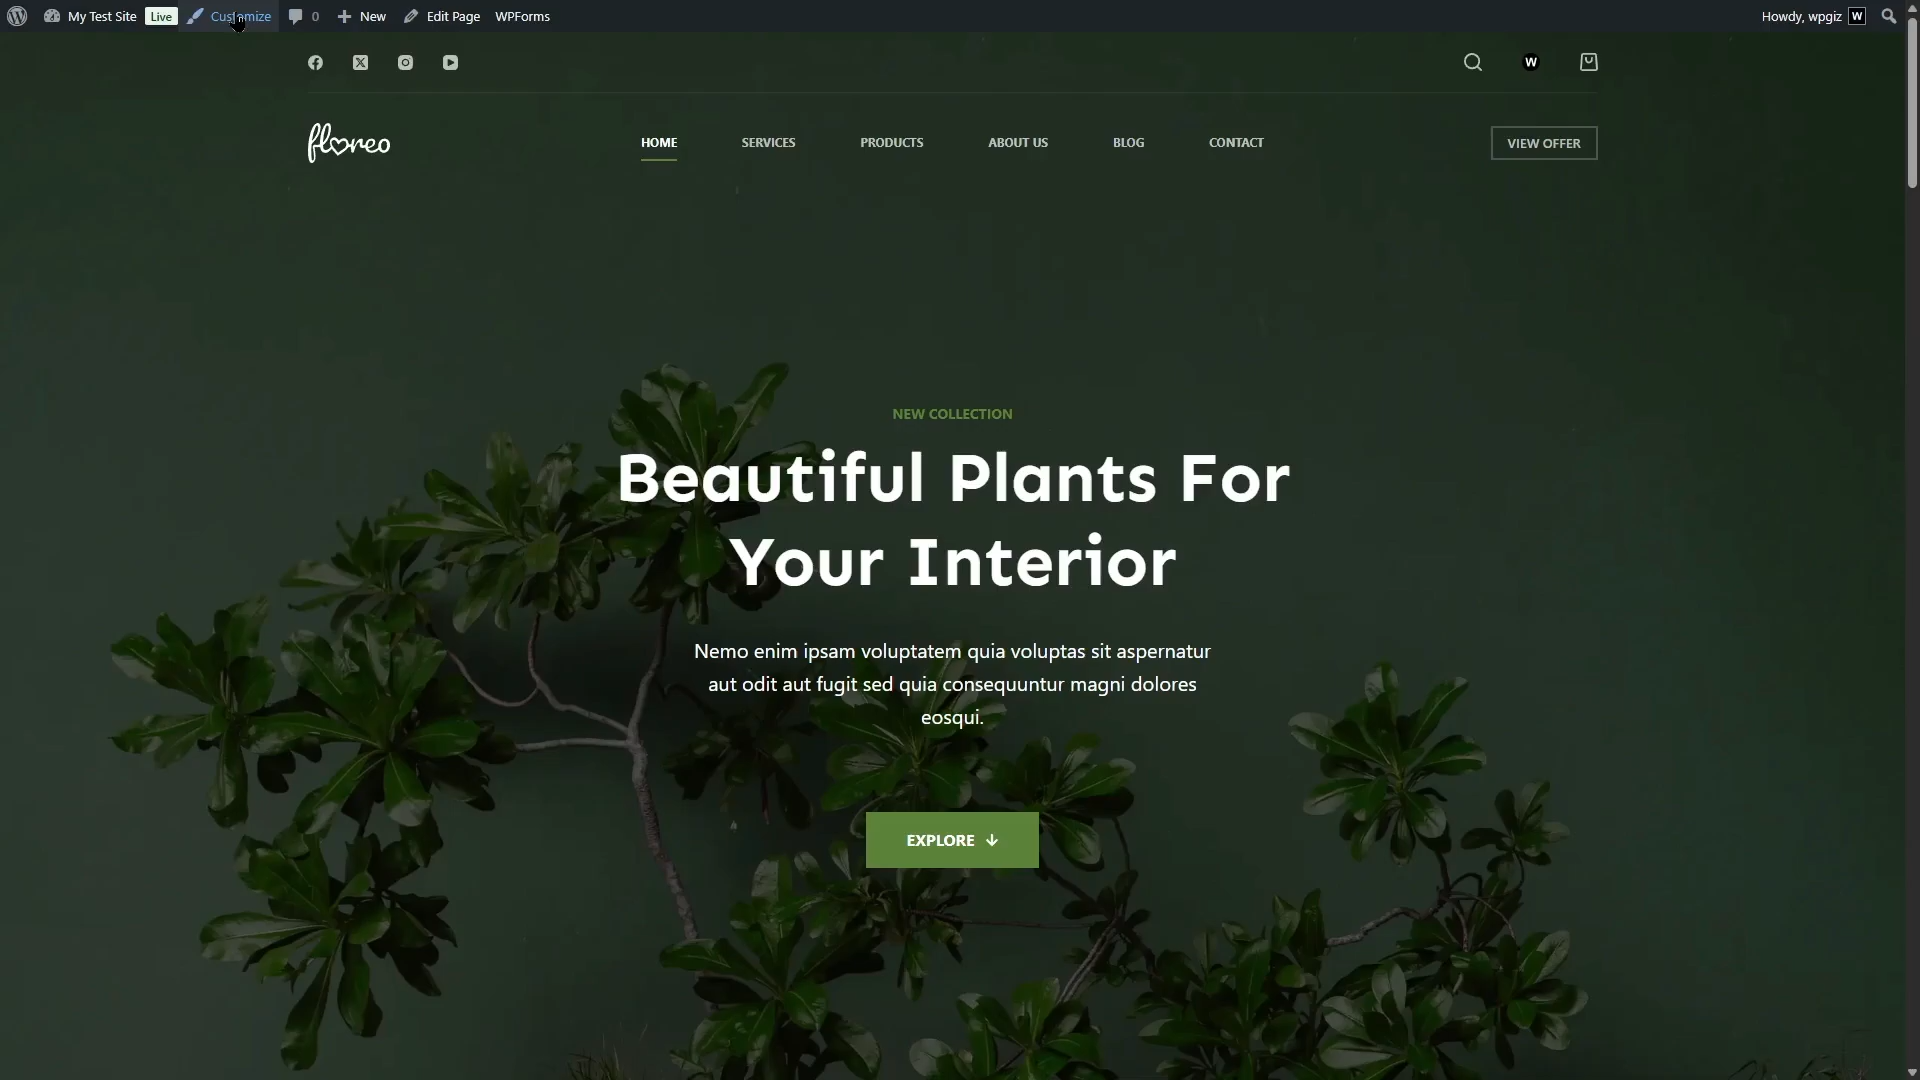 My Test Site Live Customize 0 New Edit Page WPForms Howdy, wpgiz W
W
floreo HOME SERVICES PRODUCTS ABOUT US BLOG CONTACT VIEW OFFER
NEW COLLECTION
Beautiful Plants For
Your Interior
Nemo enim ipsam voluptatem quia voluptas sit aspernatur
aut odit aut fugit sed quia consequuntur magni dolores
eosqui.
EXPLORE